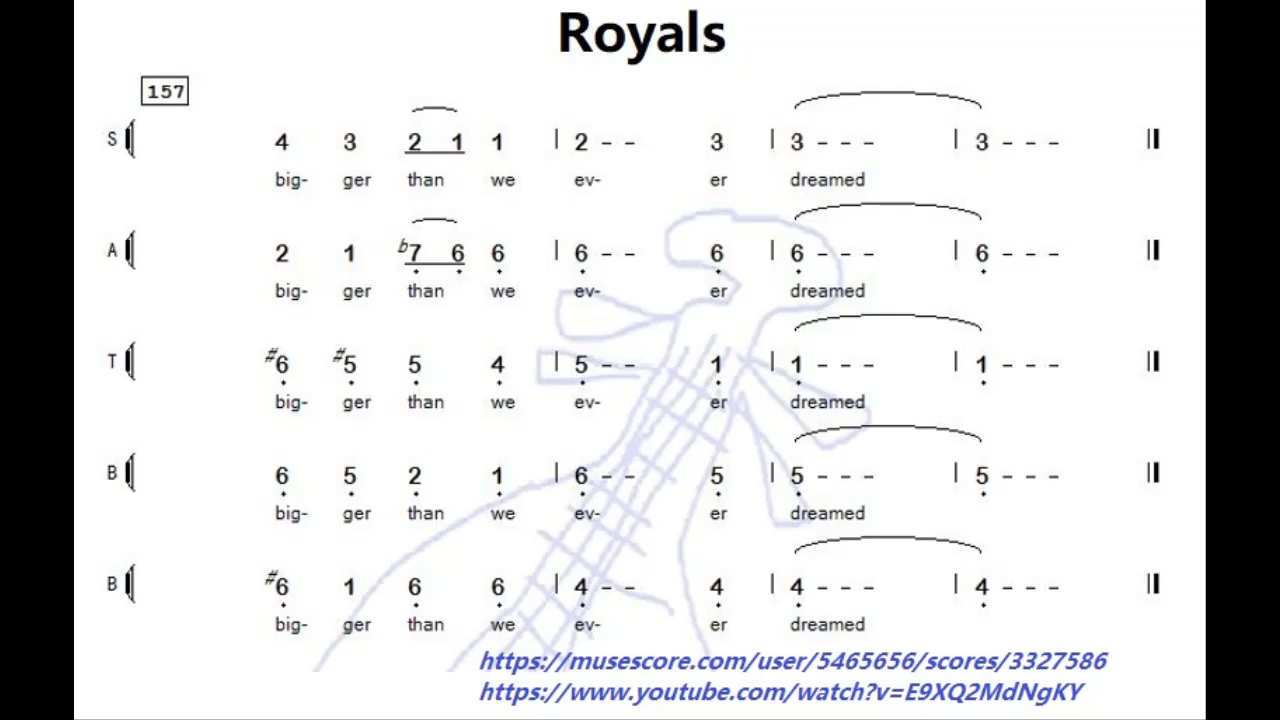 Royals
157
S 4 3 2 1 1 | 2 - - 3 | 3 - - - | 3 - - - ‖
big- ger than we ev- er dreamed
A 2 1 b7 6 6 | 6 - - 6 | 6 - - - | 6 - - - ‖
big- ger than we ev- er dreamed
T #6 #5 5 4 | 5 - - 1 | 1 - - - | 1 - - - ‖
big- ger than we ev- er dreamed
B 6 5 2 1 | 6 - - 5 | 5 - - - | 5 - - - ‖
big- ger than we ev- er dreamed
B #6 1 6 6 | 4 - - 4 | 4 - - - | 4 - - - ‖
big- ger than we ev- er dreamed
https://musescore.com/user/5465656/scores/3327586
https://www.youtube.com/watch?v=E9XQ2MdNgKY